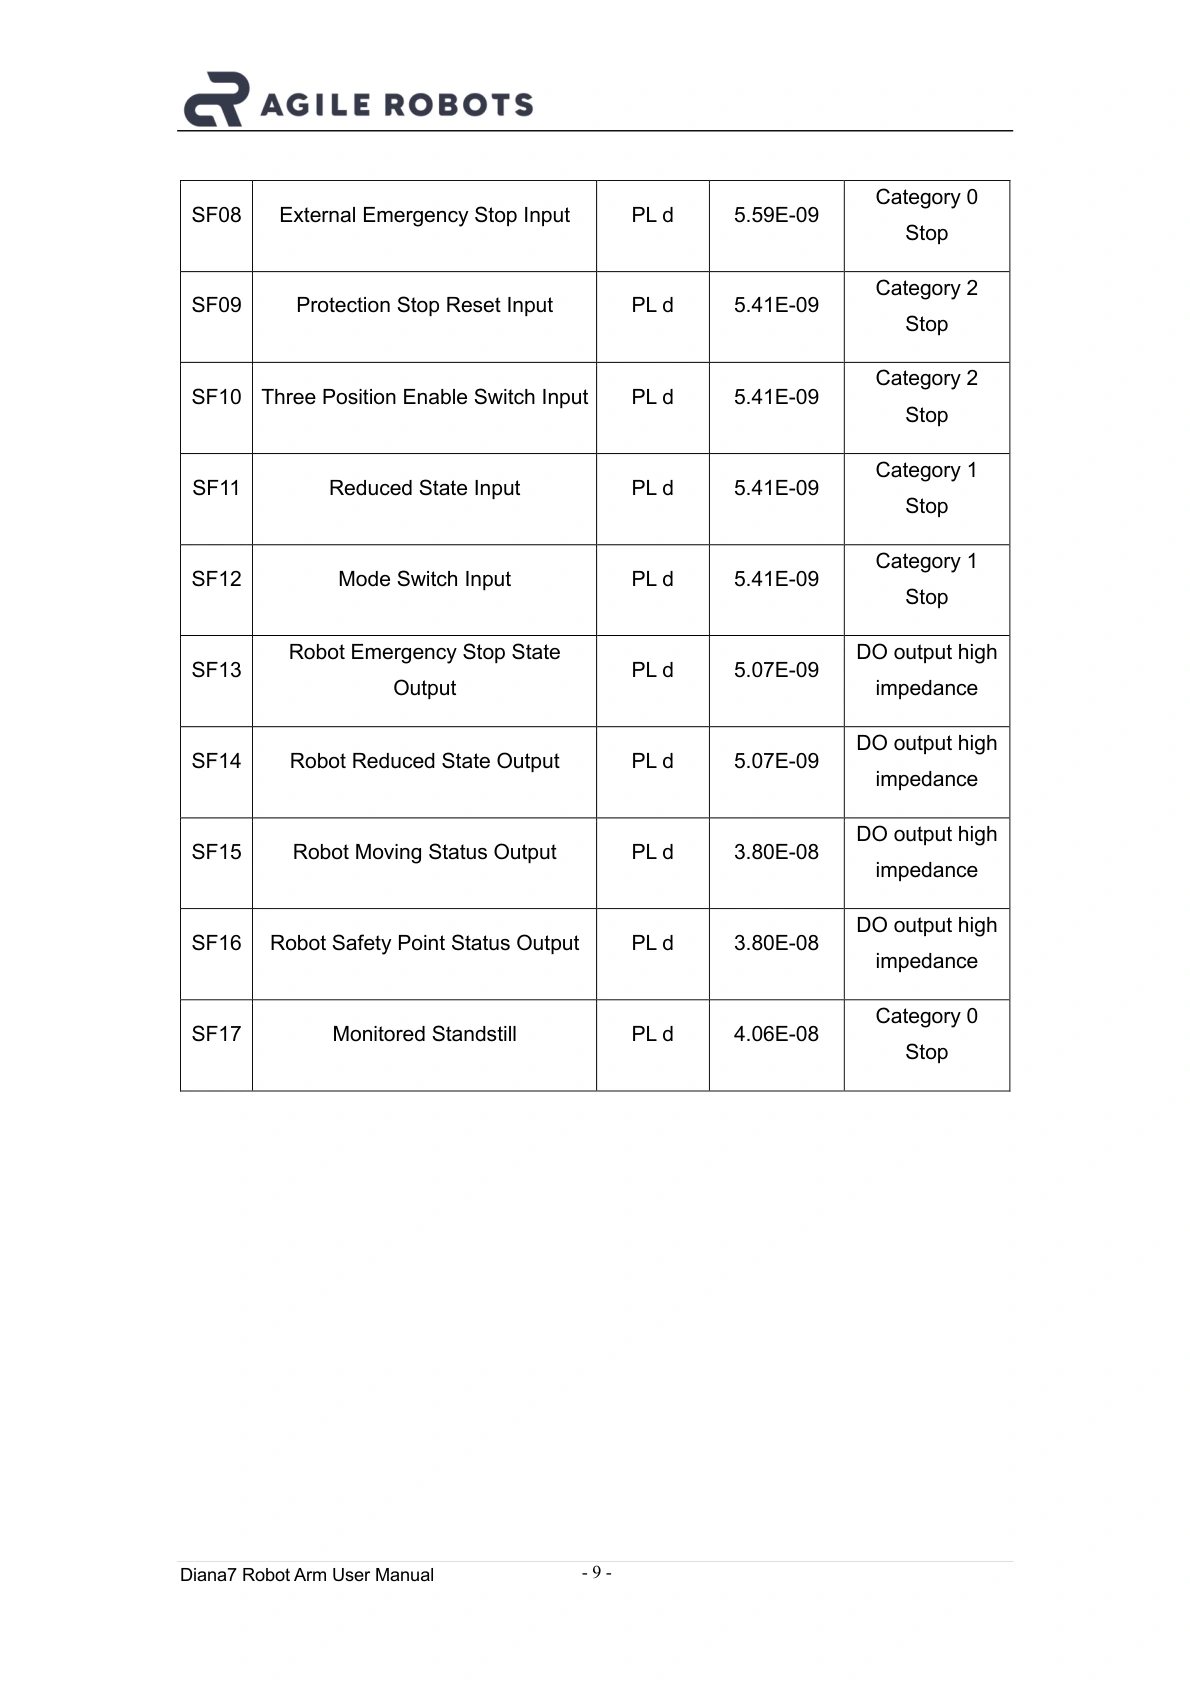 AGILE ROBOTS
SF08 External Emergency Stop Input PL d 5.59E-09 Category 0
Stop
SF09 Protection Stop Reset Input PL d 5.41E-09 Category 2
Stop
SF10 Three Position Enable Switch Input PL d 5.41E-09 Category 2
Stop
SF11 Reduced State Input PL d 5.41E-09 Category 1
Stop
SF12 Mode Switch Input PL d 5.41E-09 Category 1
Stop
SF13 Robot Emergency Stop State
Output PL d 5.07E-09 DO output high
impedance
SF14 Robot Reduced State Output PL d 5.07E-09 DO output high
impedance
SF15 Robot Moving Status Output PL d 3.80E-08 DO output high
impedance
SF16 Robot Safety Point Status Output PL d 3.80E-08 DO output high
impedance
SF17 Monitored Standstill PL d 4.06E-08 Category 0
Stop
Diana7 Robot Arm User Manual - 9 -